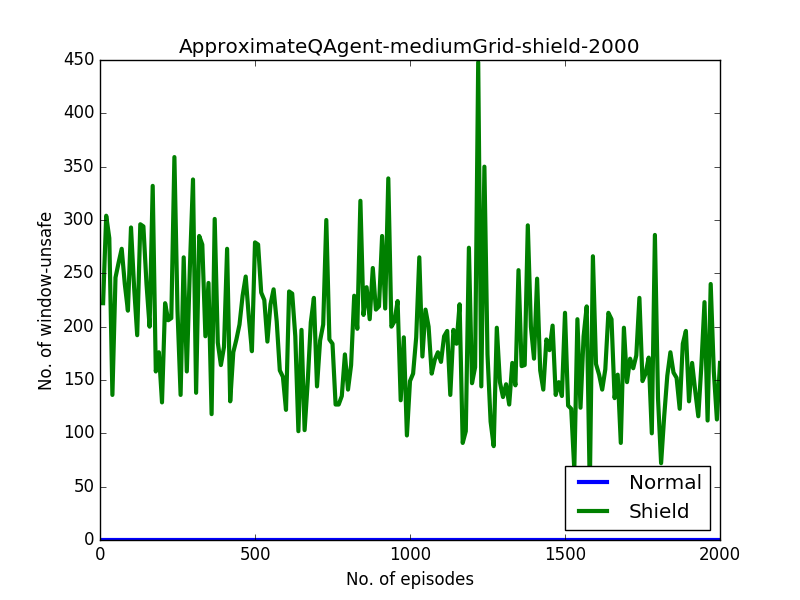 ApproximateQAgent-mediumGrid-shield-2000
450
400
350
300
250
200
150
100
50
0
No. of window-unsafe
Normal
Shield
0 500 1000 1500 2000
No. of episodes